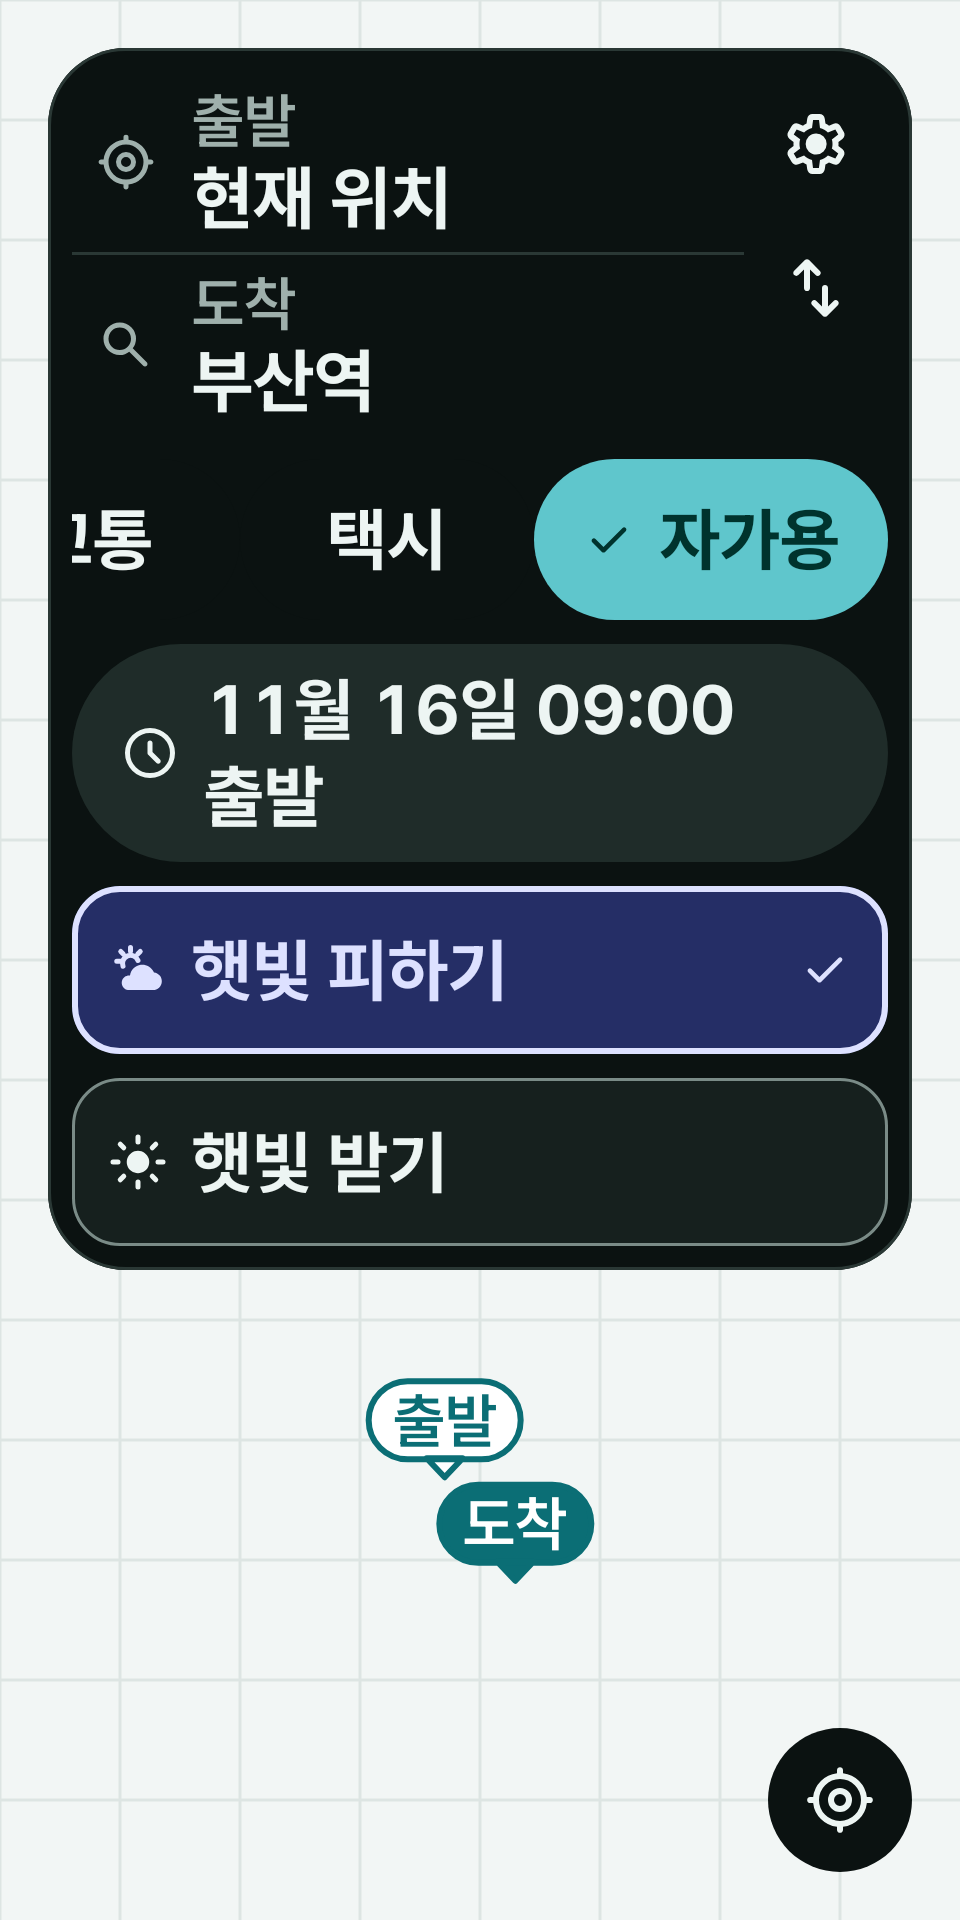 출발
현재 위치
도착
부산역
통 택시 자가용
11월 16일 09:00
출발
햇빛 피하기
햇빛 받기
출발
도착